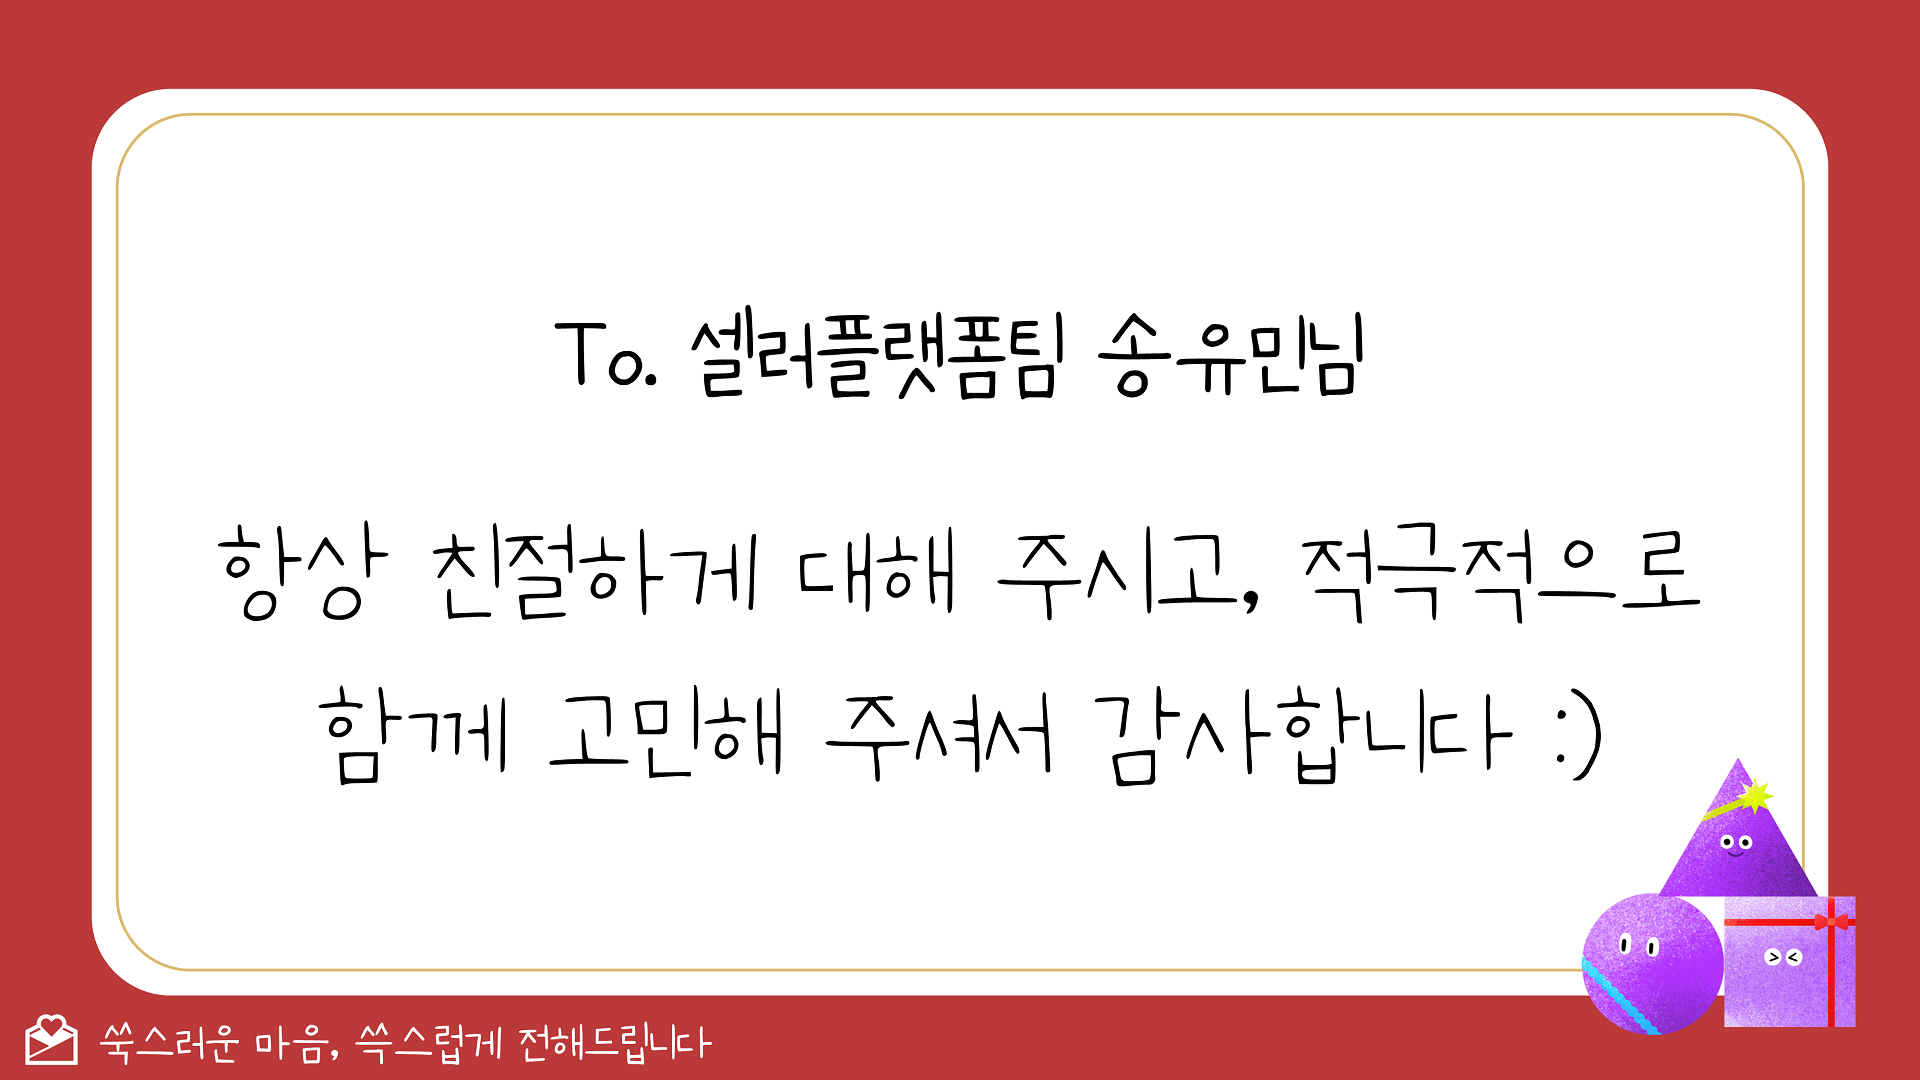 To. 셀러플랫폼팀 송유민님
항상 친절하게 대해 주시고, 적극적으로
함께 고민해 주셔서 감사합니다 :)
쑥스러운 마음, 쓱스럽게 전해드립니다